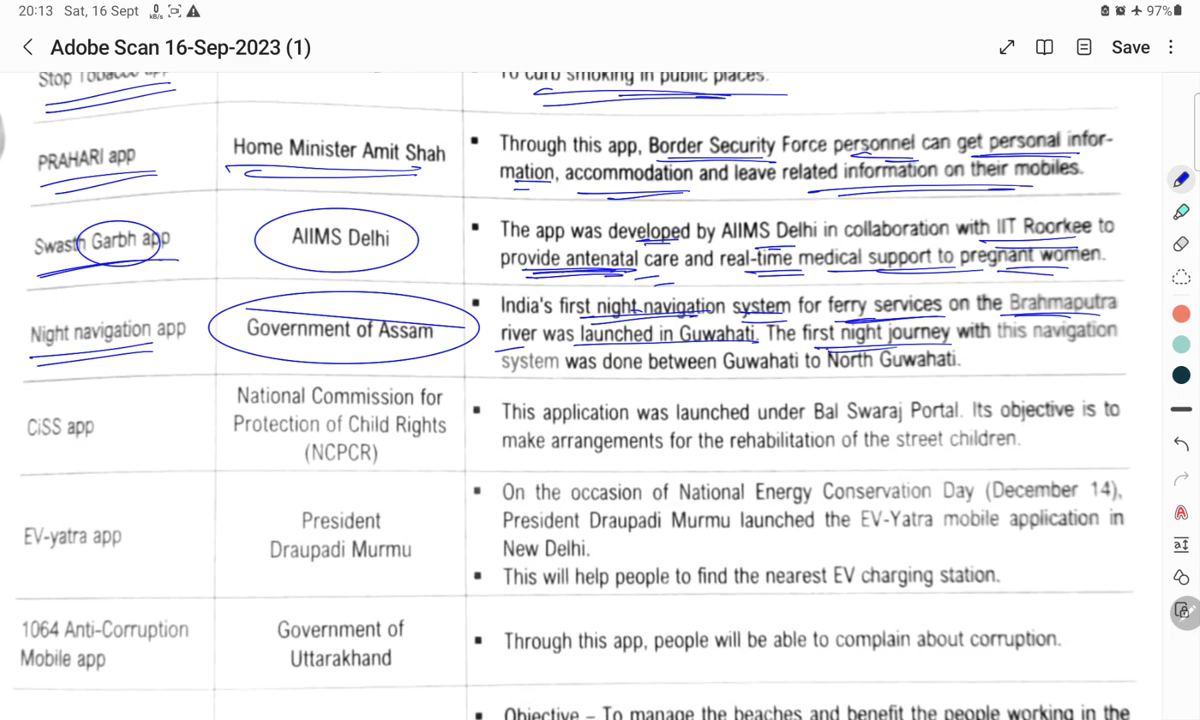 20:13 Sat, 16 Sept 0 kB/s 97%
Adobe Scan 16-Sep-2023 (1)
Save
Stop Tobacco app
To curb smoking in public places.
PRAHARI app
Home Minister Amit Shah
▪ Through this app, Border Security Force personnel can get personal infor-
mation, accommodation and leave related information on their mobiles.
Swasth Garbh app
AIIMS Delhi
▪ The app was developed by AIIMS Delhi in collaboration with IIT Roorkee to
provide antenatal care and real-time medical support to pregnant women.
Night navigation app
Government of Assam
▪ India's first night navigation system for ferry services on the Brahmaputra
river was launched in Guwahati. The first night journey with this navigation
system was done between Guwahati to North Guwahati.
CiSS app
National Commission for
Protection of Child Rights
(NCPCR)
▪ This application was launched under Bal Swaraj Portal. Its objective is to
make arrangements for the rehabilitation of the street children.
EV-yatra app
President
Draupadi Murmu
▪ On the occasion of National Energy Conservation Day (December 14),
President Draupadi Murmu launched the EV-Yatra mobile application in
New Delhi.
▪ This will help people to find the nearest EV charging station.
1064 Anti-Corruption
Mobile app
Government of
Uttarakhand
▪ Through this app, people will be able to complain about corruption.
▪ Objective – To manage the beaches and benefit the people working in the